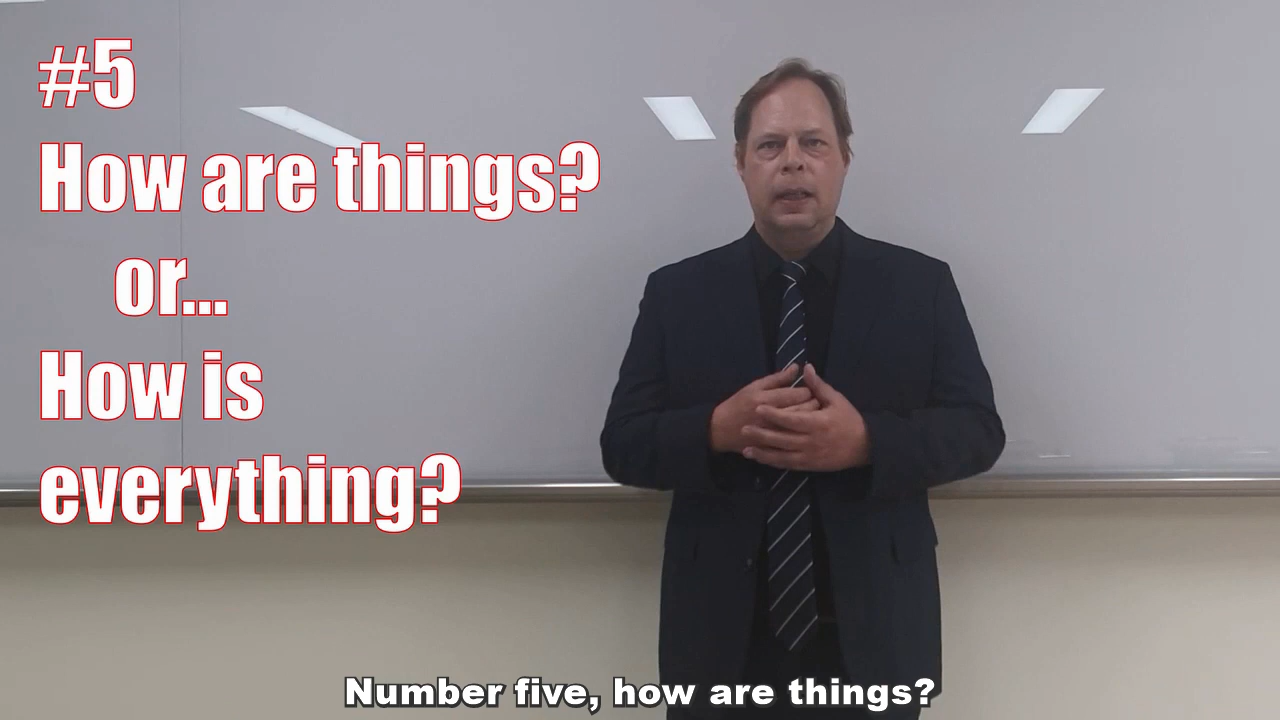 #5
How are things?
or...
How is
everything?
Number five, how are things?